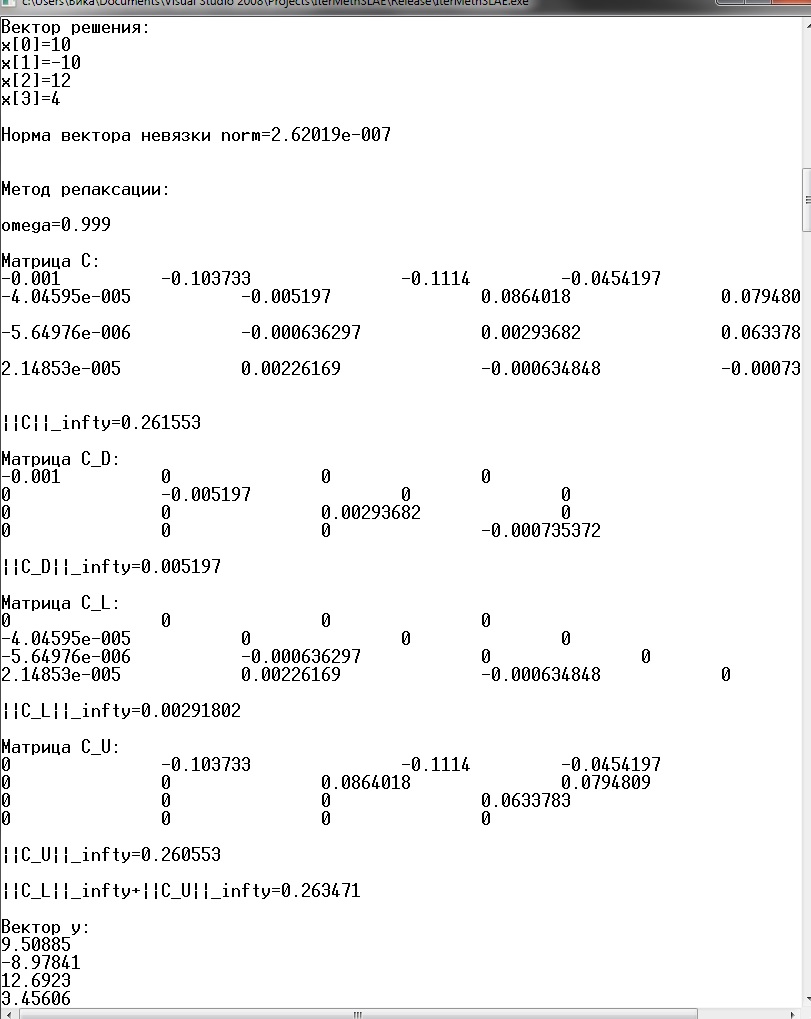 c:\Users\Вика\Documents\Visual Studio 2008\Projects\IterMethSLAE\Release\IterMethSLAE.exe
Вектор решения:
x[0]=10
x[1]=-10
x[2]=12
x[3]=4
Норма вектора невязки norm=2.62019e-007
Метод релаксации:
omega=0.999
Матрица C:
-0.001 -0.103733 -0.1114 -0.0454197
-4.04595e-005 -0.005197 0.0864018 0.079480
-5.64976e-006 -0.000636297 0.00293682 0.063378
2.14853e-005 0.00226169 -0.000634848 -0.00073
||C||_infty=0.261553
Матрица C_D:
-0.001 0 0 0
0 -0.005197 0 0
0 0 0.00293682 0
0 0 0 -0.000735372
||C_D||_infty=0.005197
Матрица C_L:
0 0 0 0
-4.04595e-005 0 0 0
-5.64976e-006 -0.000636297 0 0
2.14853e-005 0.00226169 -0.000634848 0
||C_L||_infty=0.00291802
Матрица C_U:
0 -0.103733 -0.1114 -0.0454197
0 0 0.0864018 0.0794809
0 0 0 0.0633783
0 0 0 0
||C_U||_infty=0.260553
||C_L||_infty+||C_U||_infty=0.263471
Вектор y:
9.50885
-8.97841
12.6923
3.45606